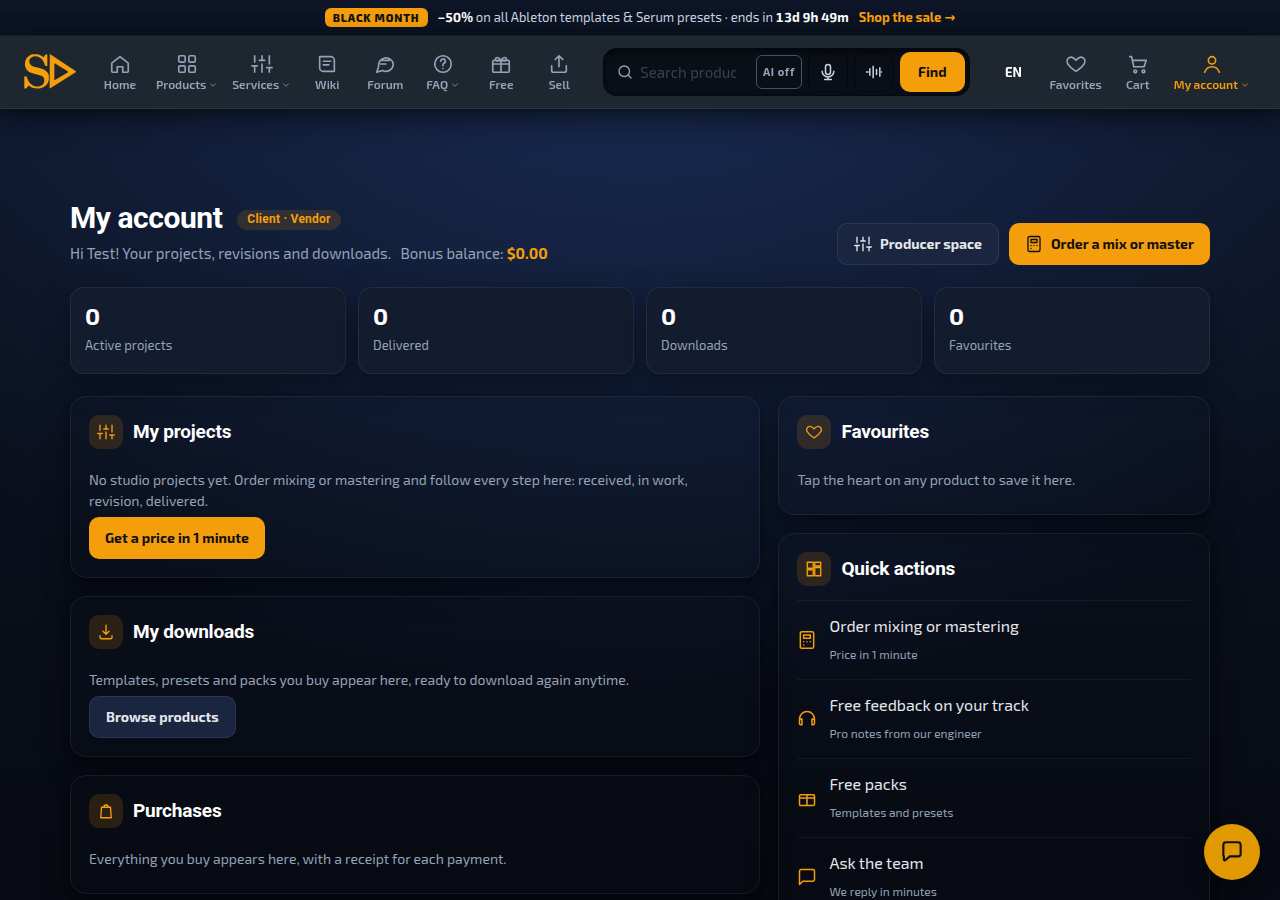 BLACK MONTH −50% on all Ableton templates & Serum presets · ends in 13d 9h 49m Shop the sale →
SD
Home
Products
Services
Wiki
Forum
FAQ
Free
Sell
Search produc
AI off
Find
EN
Favorites
Cart
My account
My account Client · Vendor
Hi Test! Your projects, revisions and downloads. Bonus balance: $0.00
Producer space
Order a mix or master
0
Active projects
0
Delivered
0
Downloads
0
Favourites
My projects
No studio projects yet. Order mixing or mastering and follow every step here: received, in work,
revision, delivered.
Get a price in 1 minute
My downloads
Templates, presets and packs you buy appear here, ready to download again anytime.
Browse products
Purchases
Everything you buy appears here, with a receipt for each payment.
Favourites
Tap the heart on any product to save it here.
Quick actions
Order mixing or mastering
Price in 1 minute
Free feedback on your track
Pro notes from our engineer
Free packs
Templates and presets
Ask the team
We reply in minutes